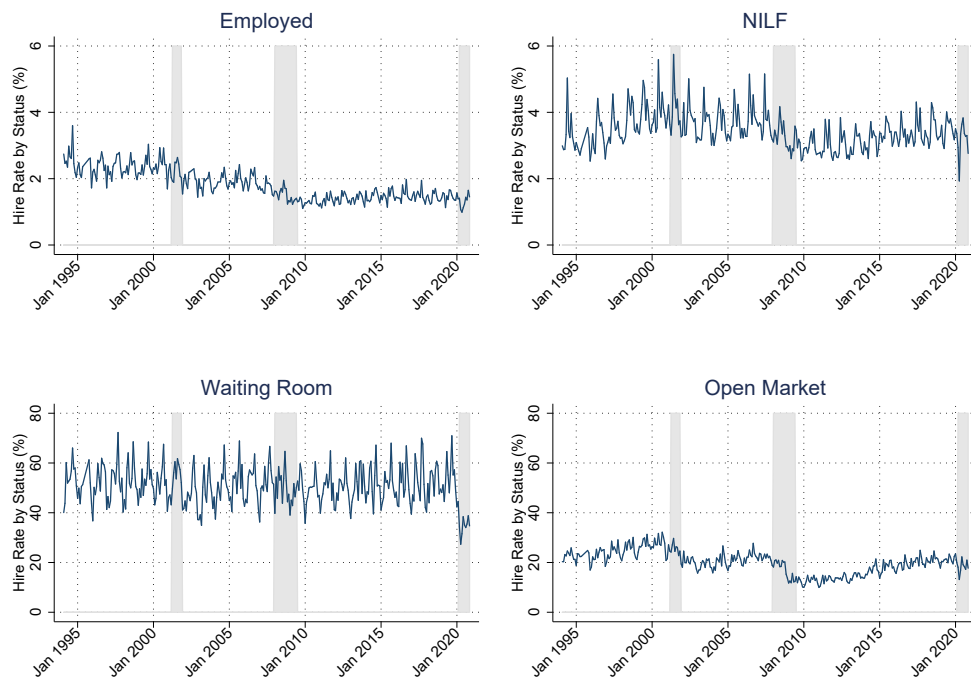 Employed
Hire Rate by Status (%)
6
4
2
0
Jan 1995
Jan 2000
Jan 2005
Jan 2010
Jan 2015
Jan 2020
NILF
Hire Rate by Status (%)
6
4
2
0
Jan 1995
Jan 2000
Jan 2005
Jan 2010
Jan 2015
Jan 2020
Waiting Room
Hire Rate by Status (%)
80
60
40
20
0
Jan 1995
Jan 2000
Jan 2005
Jan 2010
Jan 2015
Jan 2020
Open Market
Hire Rate by Status (%)
80
60
40
20
0
Jan 1995
Jan 2000
Jan 2005
Jan 2010
Jan 2015
Jan 2020